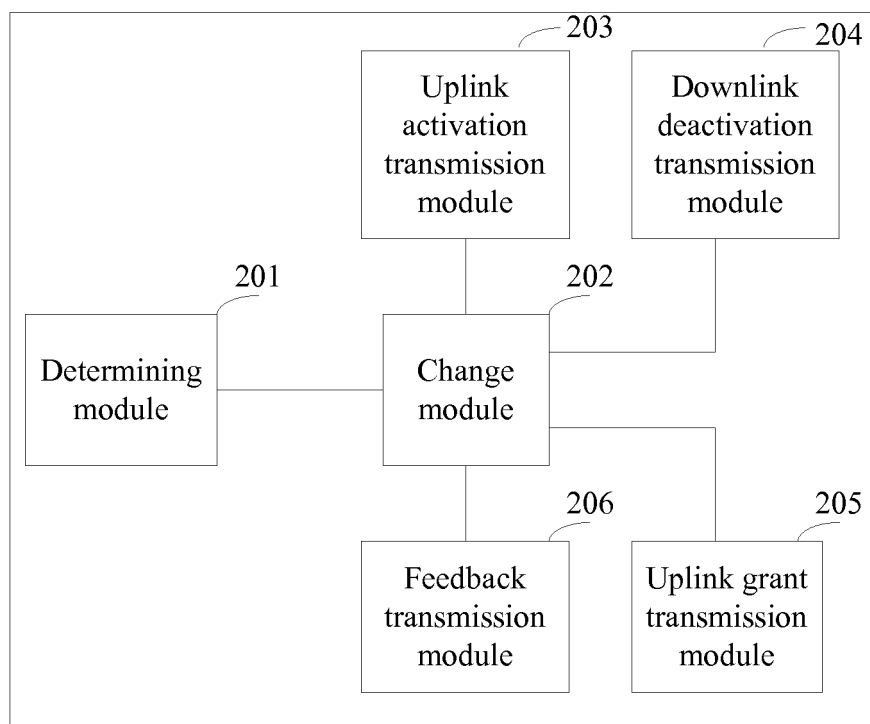 203
Uplink
activation
transmission
module
204
Downlink
deactivation
transmission
module
201
Determining
module
202
Change
module
206
Feedback
transmission
module
205
Uplink grant
transmission
module